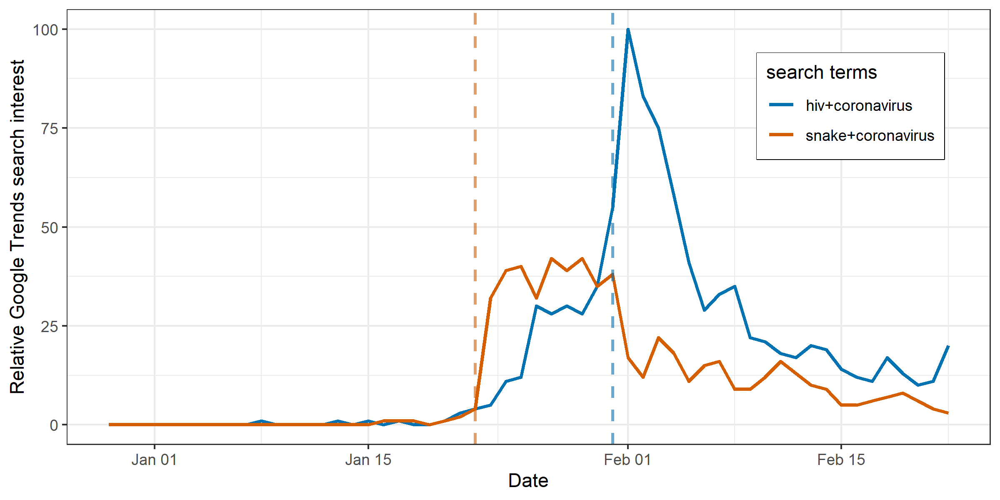 Relative Google Trends search interest
100
75
50
25
0
search terms
hiv+coronavirus
snake+coronavirus
Jan 01
Jan 15
Feb 01
Feb 15
Date